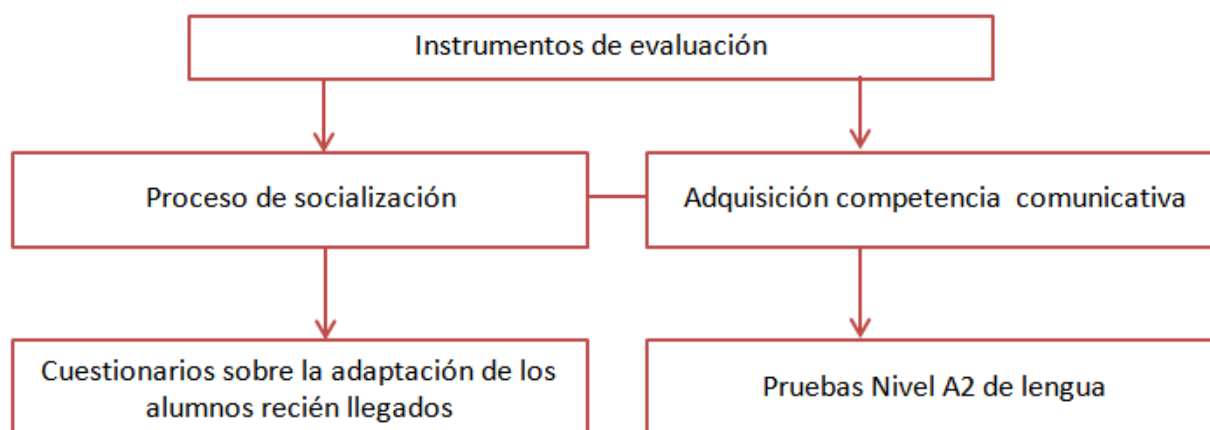 Instrumentos de evaluación
Proceso de socialización
Adquisición competencia comunicativa
Cuestionarios sobre la adaptación de los
alumnos recién llegados
Pruebas Nivel A2 de lengua